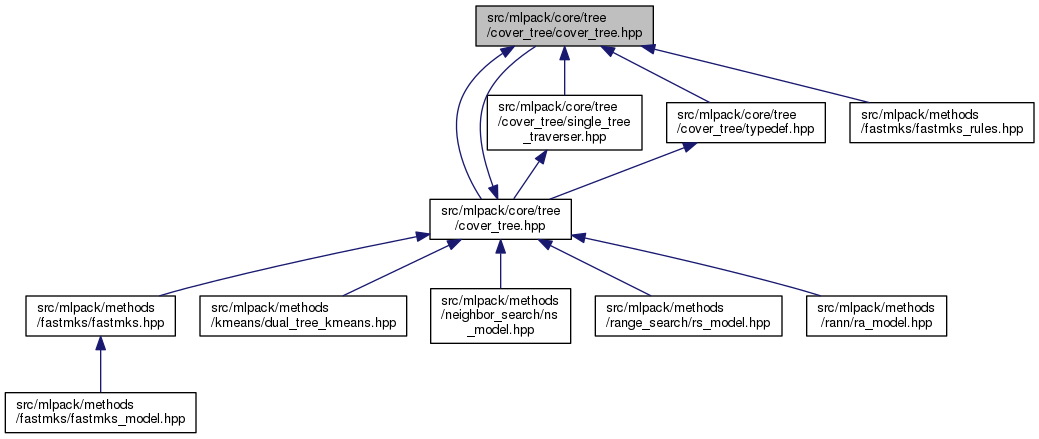 src/mlpack/core/tree
/cover_tree/cover_tree.hpp
src/mlpack/core/tree
/cover_tree/single_tree
_traverser.hpp
src/mlpack/core/tree
/cover_tree/typedef.hpp
src/mlpack/methods
/fastmks/fastmks_rules.hpp
src/mlpack/core/tree
/cover_tree.hpp
src/mlpack/methods
/fastmks/fastmks.hpp
src/mlpack/methods
/kmeans/dual_tree_kmeans.hpp
src/mlpack/methods
/neighbor_search/ns
_model.hpp
src/mlpack/methods
/range_search/rs_model.hpp
src/mlpack/methods
/rann/ra_model.hpp
src/mlpack/methods
/fastmks/fastmks_model.hpp